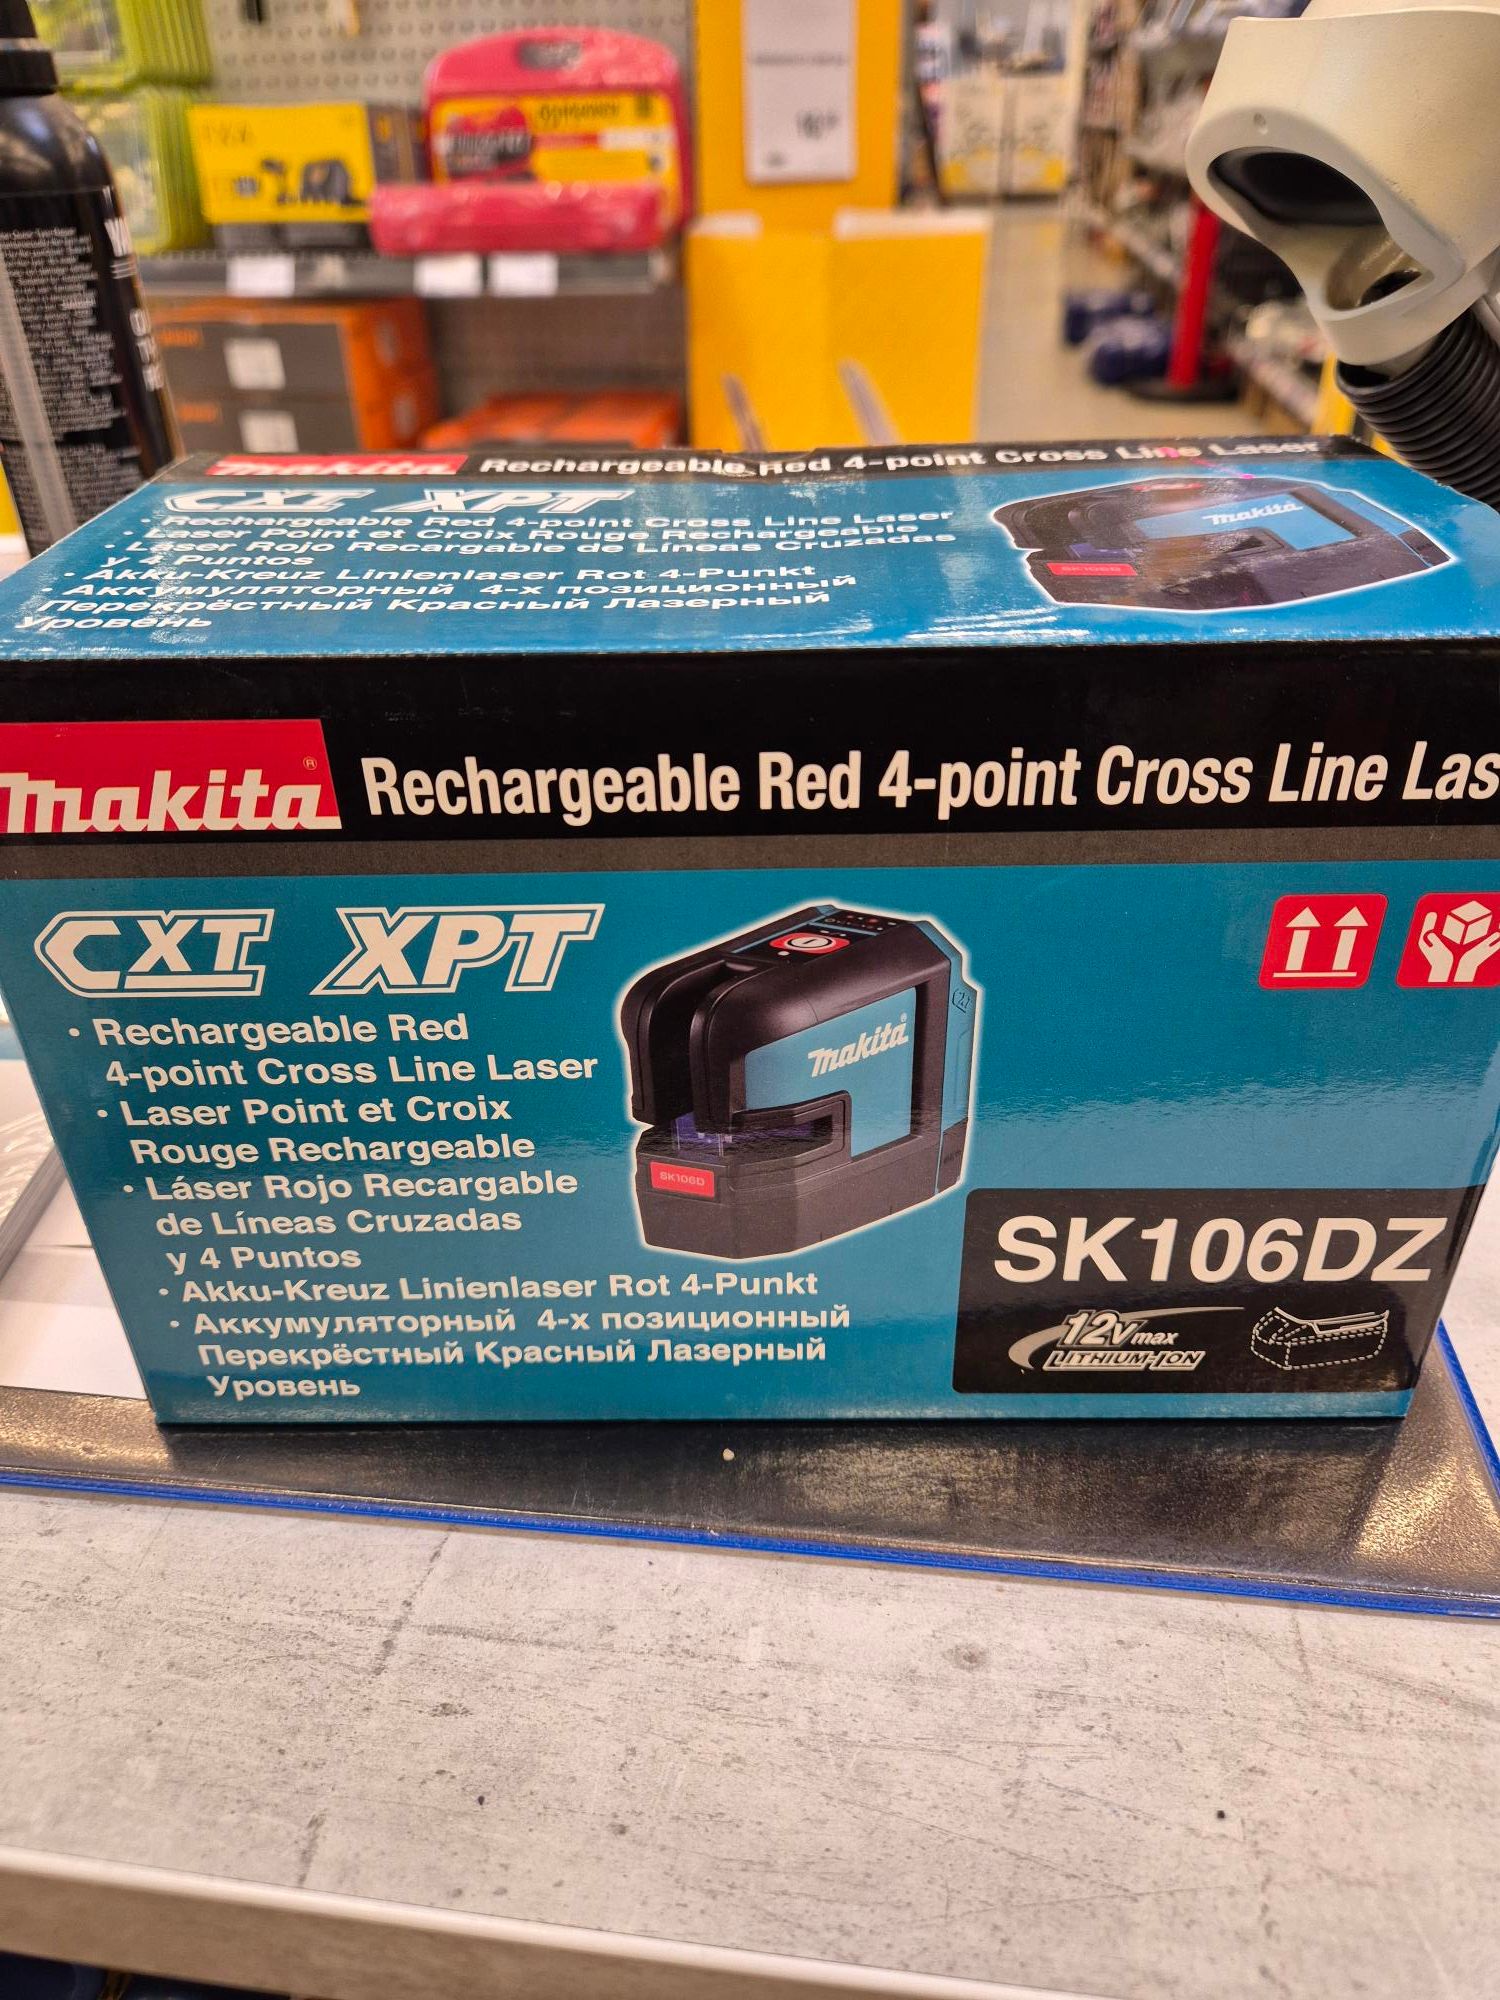 makita Rechargeable Red 4-point Cross Line Laser
CXT XPT
• Rechargeable Red 4-point Cross Line Laser
• Laser Point et Croix Rouge Rechargeable
• Láser Rojo Recargable de Líneas Cruzadas
y 4 Puntos
• Akku-Kreuz Linienlaser Rot 4-Punkt
• Аккумуляторный 4-х позиционный
Перекрёстный Красный Лазерный
Уровень
makita
SK106D
makita® Rechargeable Red 4-point Cross Line Las
CXT XPT
• Rechargeable Red
4-point Cross Line Laser
• Laser Point et Croix
Rouge Rechargeable
• Láser Rojo Recargable
de Líneas Cruzadas
y 4 Puntos
• Akku-Kreuz Linienlaser Rot 4-Punkt
• Аккумуляторный 4-х позиционный
Перекрёстный Красный Лазерный
Уровень
makita®
SK106D
SK106DZ
12Vmax
LITHIUM-ION